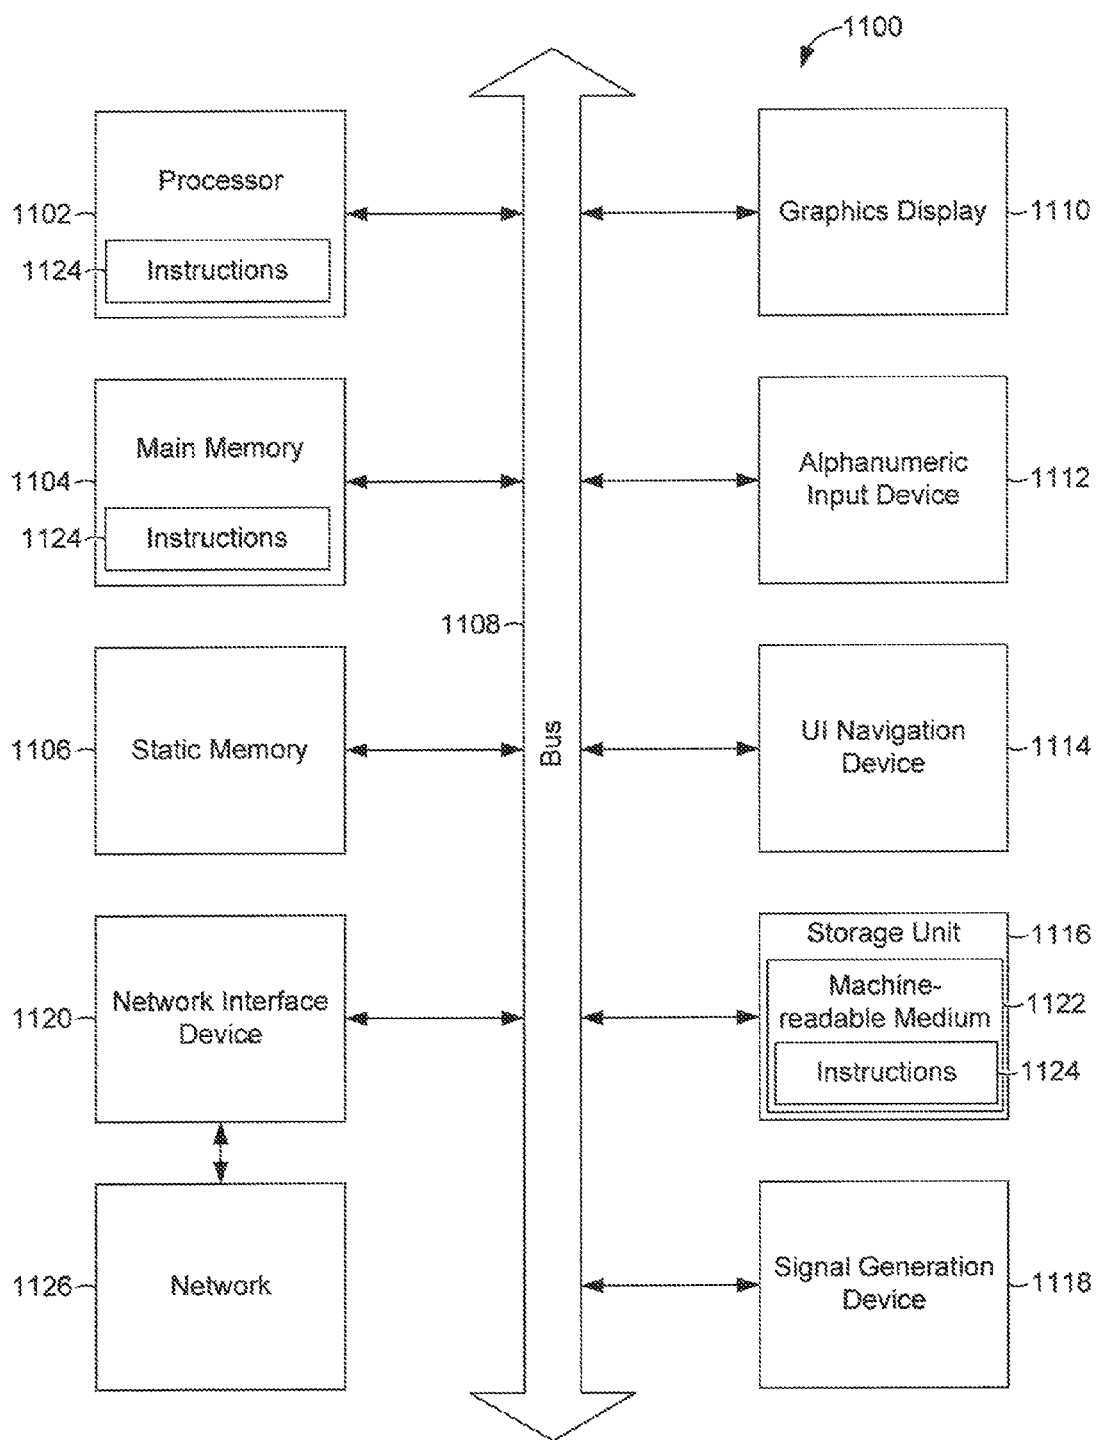 1100
Processor
1102
1124
Instructions
Graphics Display
1110
Main Memory
1104
1124
Instructions
Alphanumeric
Input Device
1112
1108
Static Memory
1106
Bus
UI Navigation
Device
1114
Network Interface
Device
1120
Storage Unit
1116
Machine-
readable Medium
1122
Instructions
1124
Network
1126
Signal Generation
Device
1118